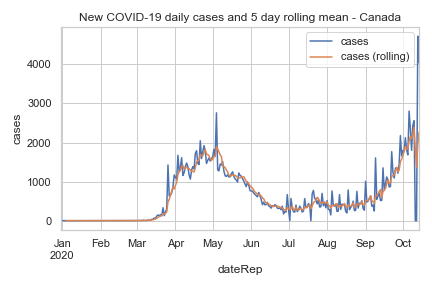 New COVID-19 daily cases and 5 day rolling mean - Canada
cases
cases (rolling)
cases
4000
3000
2000
1000
0
Jan Feb Mar Apr May Jun Jul Aug Sep Oct
2020
dateRep